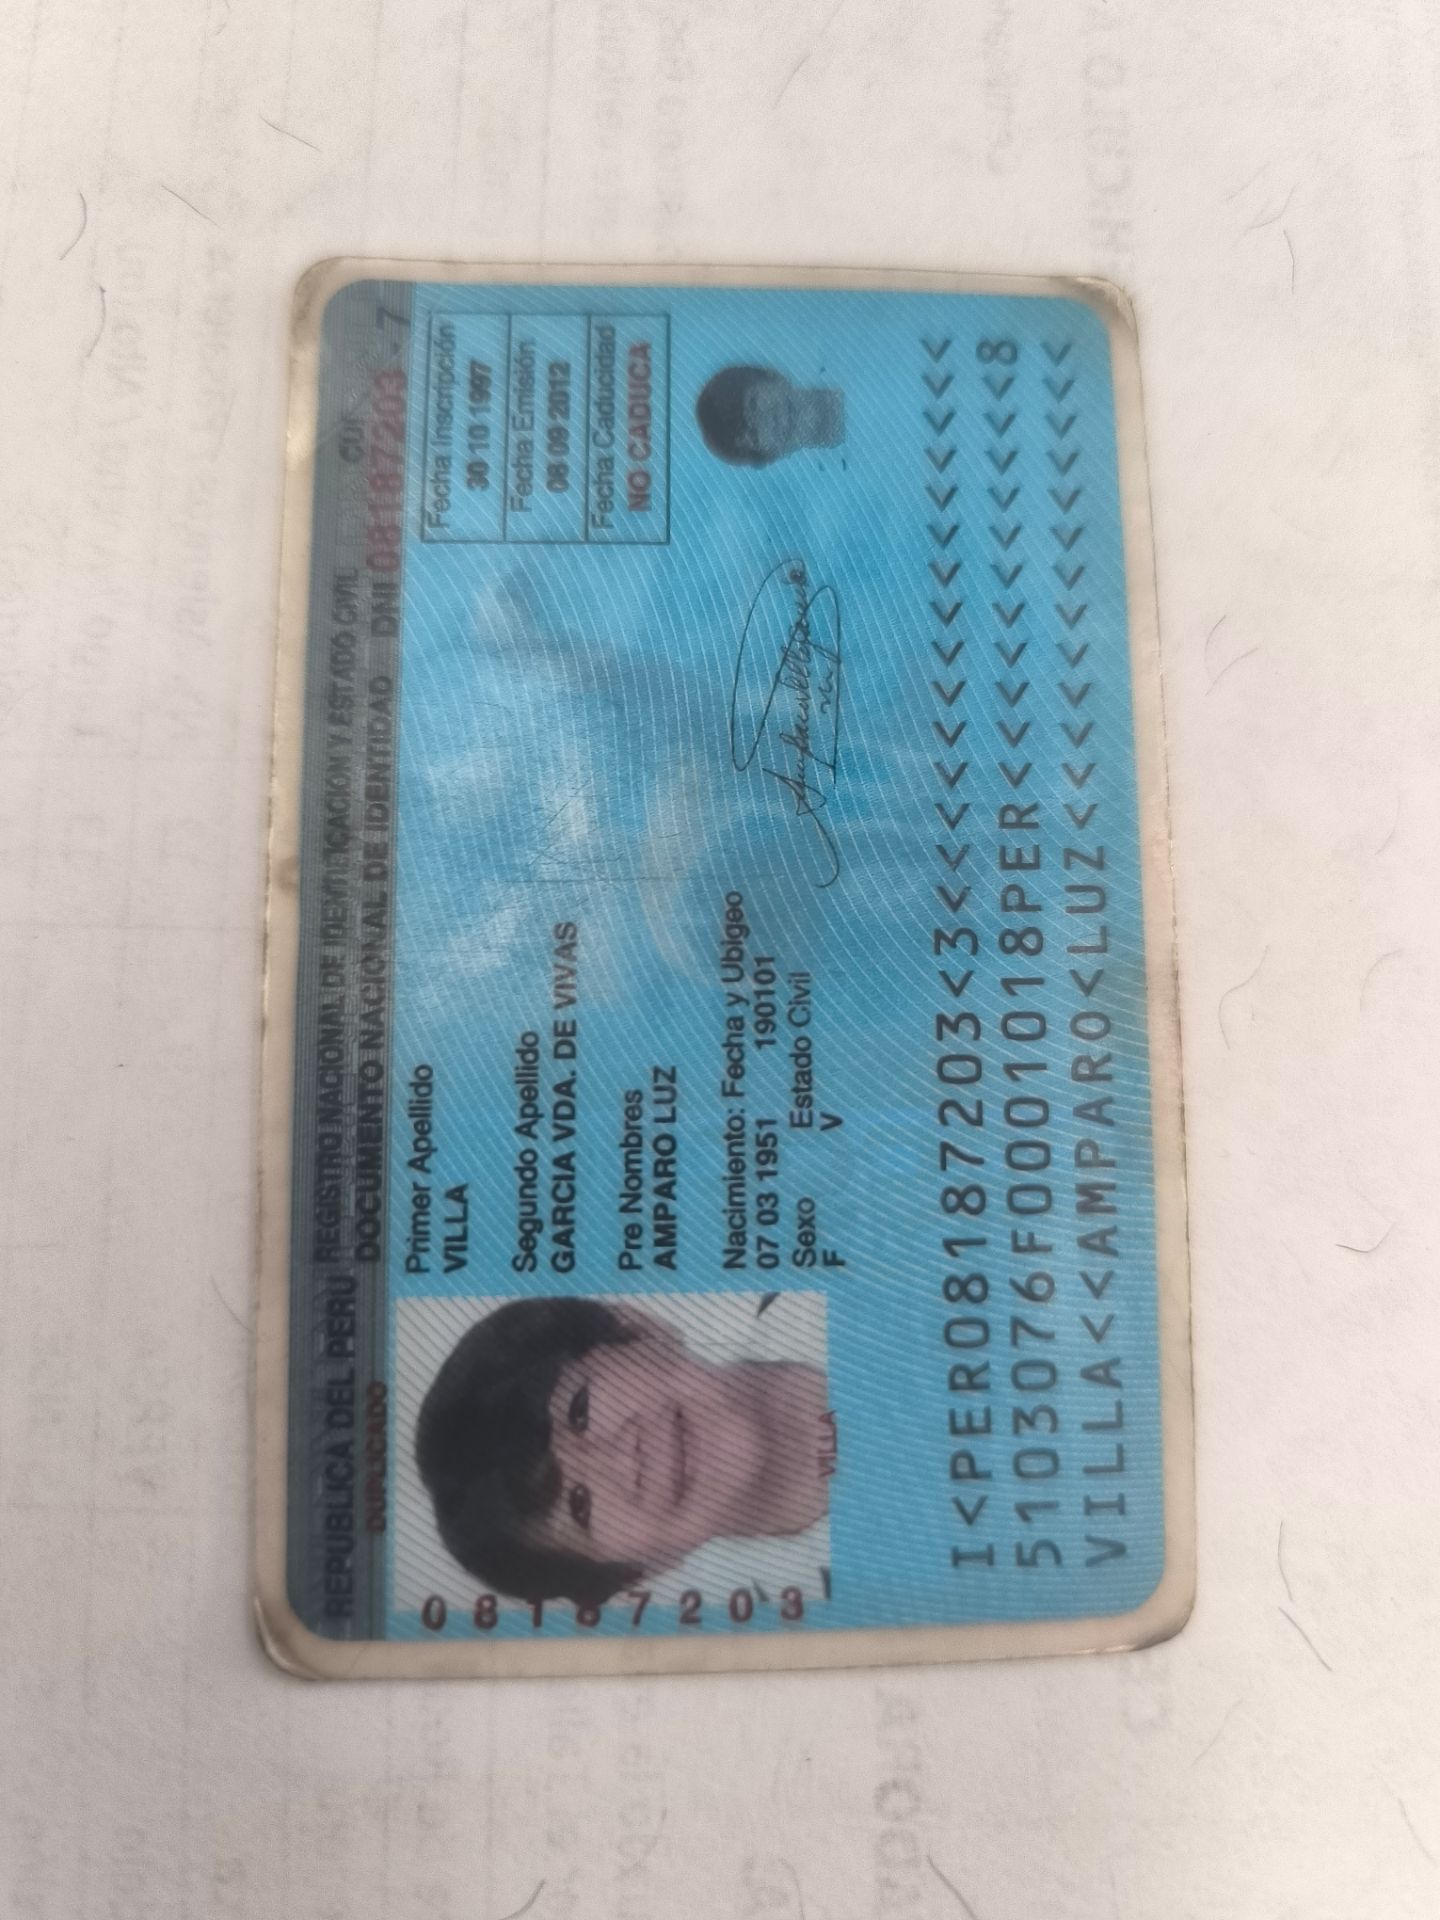 REPUBLICA DEL PERU REGISTRO NACIONAL DE IDENTIFICACION Y ESTADO CIVIL CUI
DUPLICADO DOCUMENTO NACIONAL DE IDENTIDAD DNI 08187203 - 7
Primer Apellido
VILLA
Segundo Apellido
GARCIA VDA. DE VIVAS
Pre Nombres
AMPARO LUZ
Nacimiento: Fecha y Ubigeo
07 03 1951 190101
Sexo Estado Civil
F V
Fecha Inscripción
30 10 1997
Fecha Emisión
Fecha Caducidad
NO CADUCA
08187203
VILLA
I<PER08187203<3<<<<<<<<<<<<<<<
5103076F0001018PER<<<<<<<<<<<8
VILLA<<AMPARO<LUZ<<<<<<<<<<<<<